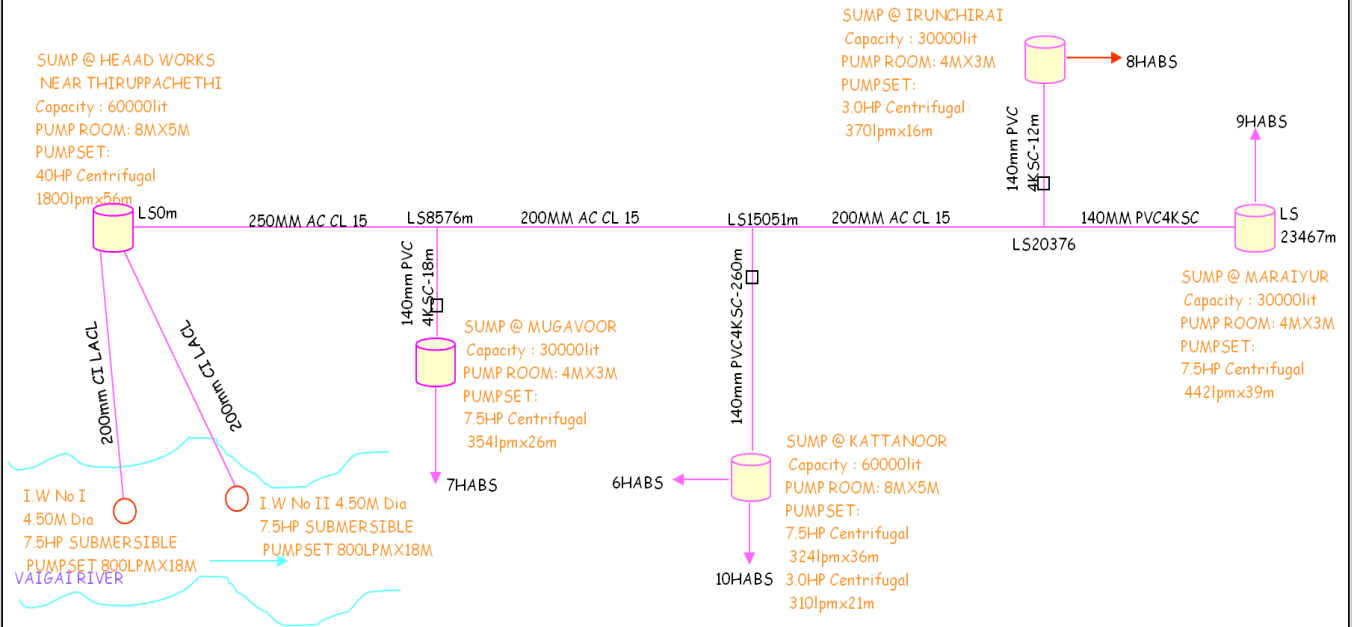 SUMP @ HEAAD WORKS
NEAR THIRUPPACHETHI
Capacity : 60000lit
PUMP ROOM: 8MX5M
PUMPSET:
40HP Centrifugal
1800lpmx56m
SUMP @ IRUNCHIRAI
Capacity : 30000lit
PUMP ROOM: 4MX3M
PUMPSET:
3.0HP Centrifugal
370lpmx16m
8HABS
140mm PVC
4KSC-12m
9HABS
LS0m
250MM AC CL 15
LS8576m
200MM AC CL 15
LS15051m
200MM AC CL 15
LS20376
140MM PVC4KSC
LS
23467m
200mm CI LACL
200mm CI LACL
140mm PVC
4KSC-18m
SUMP @ MUGAVOOR
Capacity : 30000lit
PUMP ROOM: 4MX3M
PUMPSET:
7.5HP Centrifugal
354lpmx26m
7HABS
140mm PVC4KSC-260m
SUMP @ KATTANOOR
Capacity : 60000lit
PUMP ROOM: 8MX5M
PUMPSET:
7.5HP Centrifugal
324lpmx36m
3.0HP Centrifugal
310lpmx21m
6HABS
10HABS
SUMP @ MARAIYUR
Capacity : 30000lit
PUMP ROOM: 4MX3M
PUMPSET:
7.5HP Centrifugal
442lpmx39m
I.W No I
4.50M Dia
7.5HP SUBMERSIBLE
PUMPSET 800LPMX18M
I.W No II 4.50M Dia
7.5HP SUBMERSIBLE
PUMPSET 800LPMX18M
VAIGAI RIVER